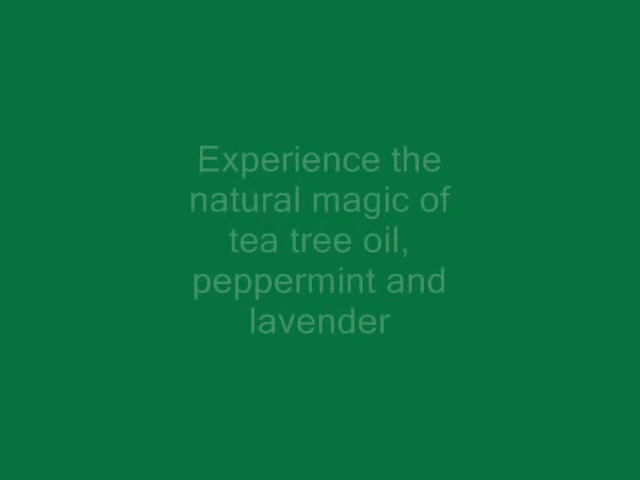 Experience the
natural magic of
tea tree oil,
peppermint and
lavender